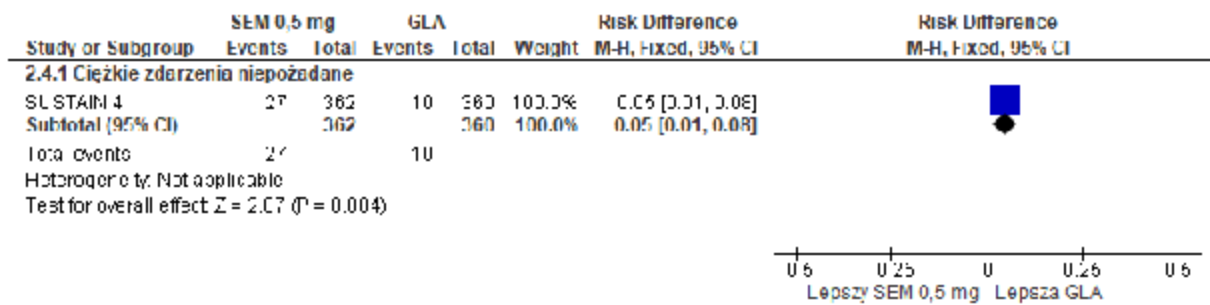 SEM 0,5 mg GLA Risk Difference Risk Difference
Study or Subgroup Events Total Events Total Weight M-H, Fixed, 95% CI M-H, Fixed, 95% CI
2.4.1 Ciężkie zdarzenia niepożądane
SUSTAIN 4 27 362 10 360 100.0% 0.05 [0.01, 0.08]
Subtotal (95% CI) 362 360 100.0% 0.05 [0.01, 0.08]
Total events 27 10
Heterogeneity: Not applicable
Test for overall effect: Z = (P = 0.004)
0.5 0.25 0 0.25 0.5
Lepszy SEM 0,5 mg Lepsza GLA